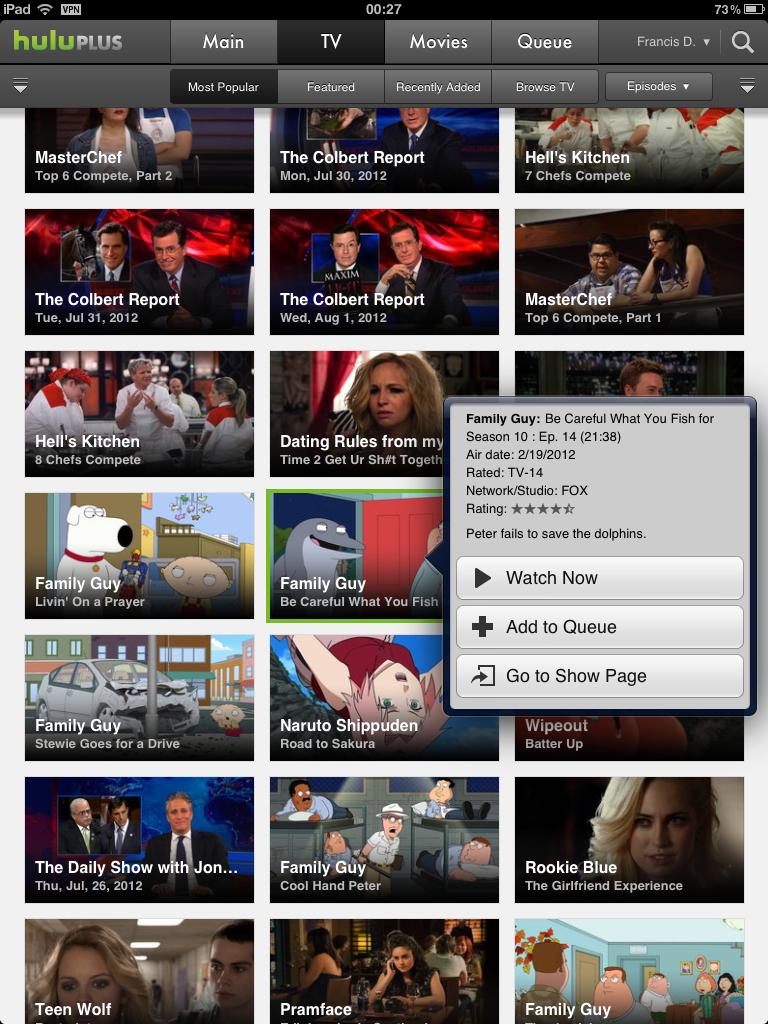 iPad VPN 00:27 73%
hulu PLUS Main TV Movies Queue Francis D. ▼
Most Popular Featured Recently Added Browse TV Episodes ▼
MasterChef
Top 6 Compete, Part 2
The Colbert Report
Mon, Jul 30, 2012
Hell's Kitchen
7 Chefs Compete
The Colbert Report
Tue, Jul 31, 2012
MAXIM
The Colbert Report
Wed, Aug 1, 2012
MasterChef
Top 6 Compete, Part 1
Hell's Kitchen
8 Chefs Compete
Dating Rules from my
Time 2 Get Ur Sh#t Togeth
Family Guy: Be Careful What You Fish for
Season 10 : Ep. 14 (21:38)
Air date: 2/19/2012
Rated: TV-14
Network/Studio: FOX
Rating:
Peter fails to save the dolphins.
Watch Now
Add to Queue
Go to Show Page
Family Guy
Livin' On a Prayer
Family Guy
Be Careful What You Fish
Family Guy
Stewie Goes for a Drive
Naruto Shippuden
Road to Sakura
Wipeout
Batter Up
The Daily Show with Jon...
Thu, Jul, 26, 2012
Family Guy
Cool Hand Peter
Rookie Blue
The Girlfriend Experience
Teen Wolf
Pramface
Family Guy